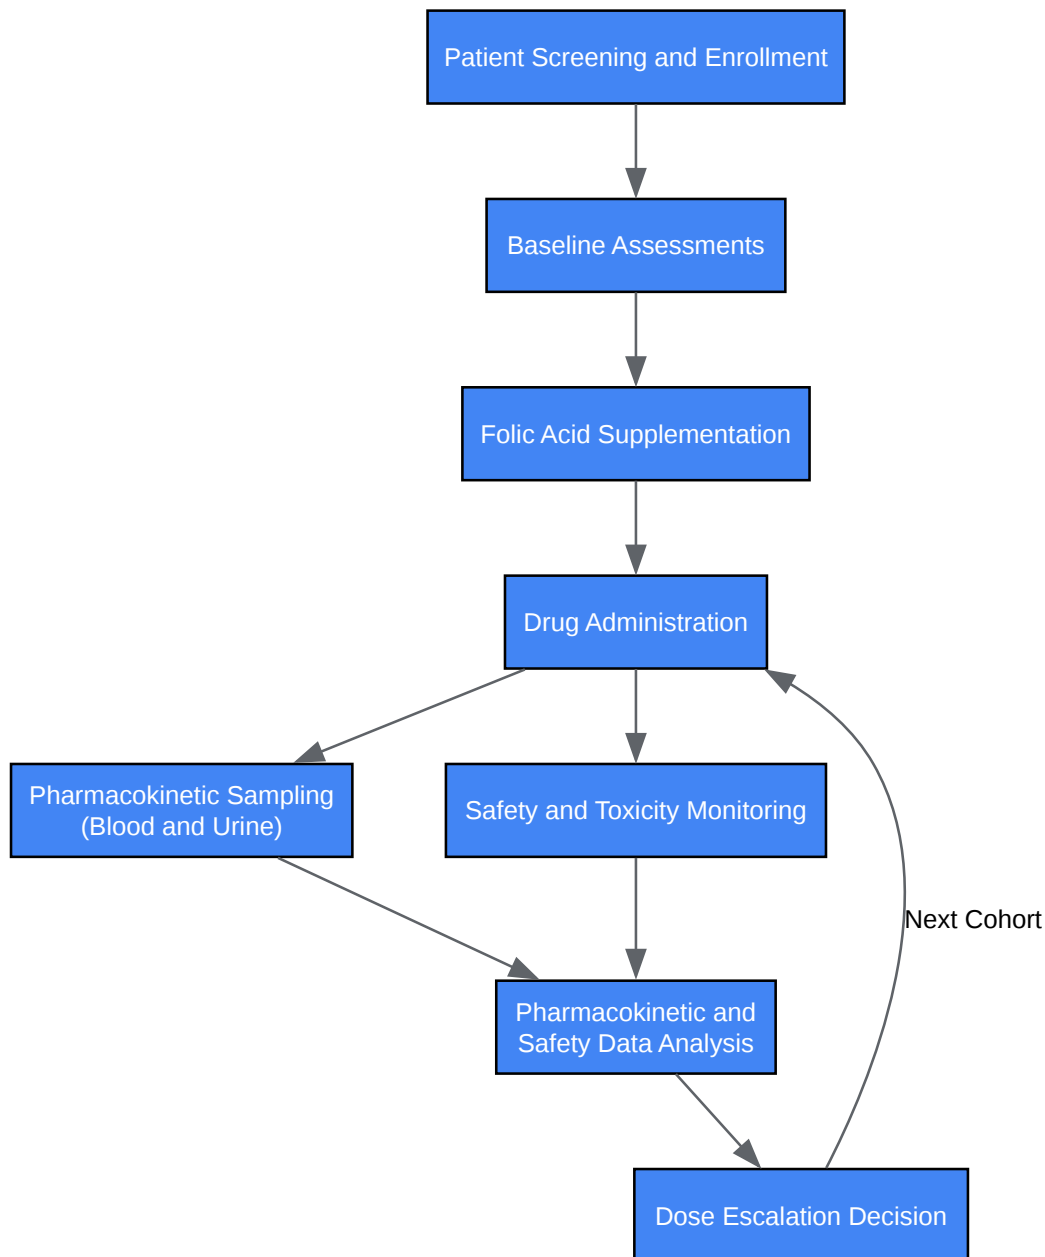 Patient Screening and Enrollment
Baseline Assessments
Folic Acid Supplementation
Drug Administration
Pharmacokinetic Sampling
(Blood and Urine)
Safety and Toxicity Monitoring
Next Cohort
Pharmacokinetic and
Safety Data Analysis
Dose Escalation Decision